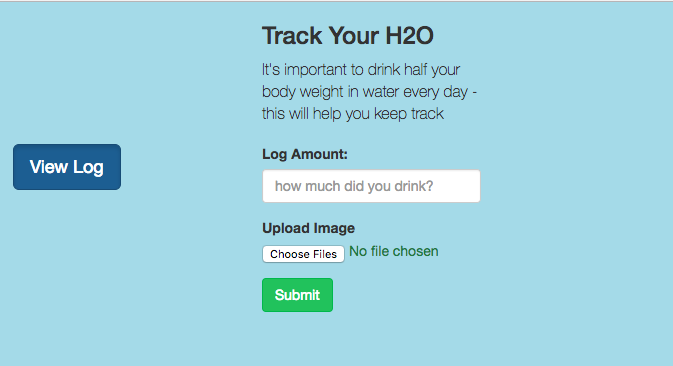 Track Your H2O
It's important to drink half your
body weight in water every day -
this will help you keep track
View Log
Log Amount:
how much did you drink?
Upload Image
Choose Files No file chosen
Submit